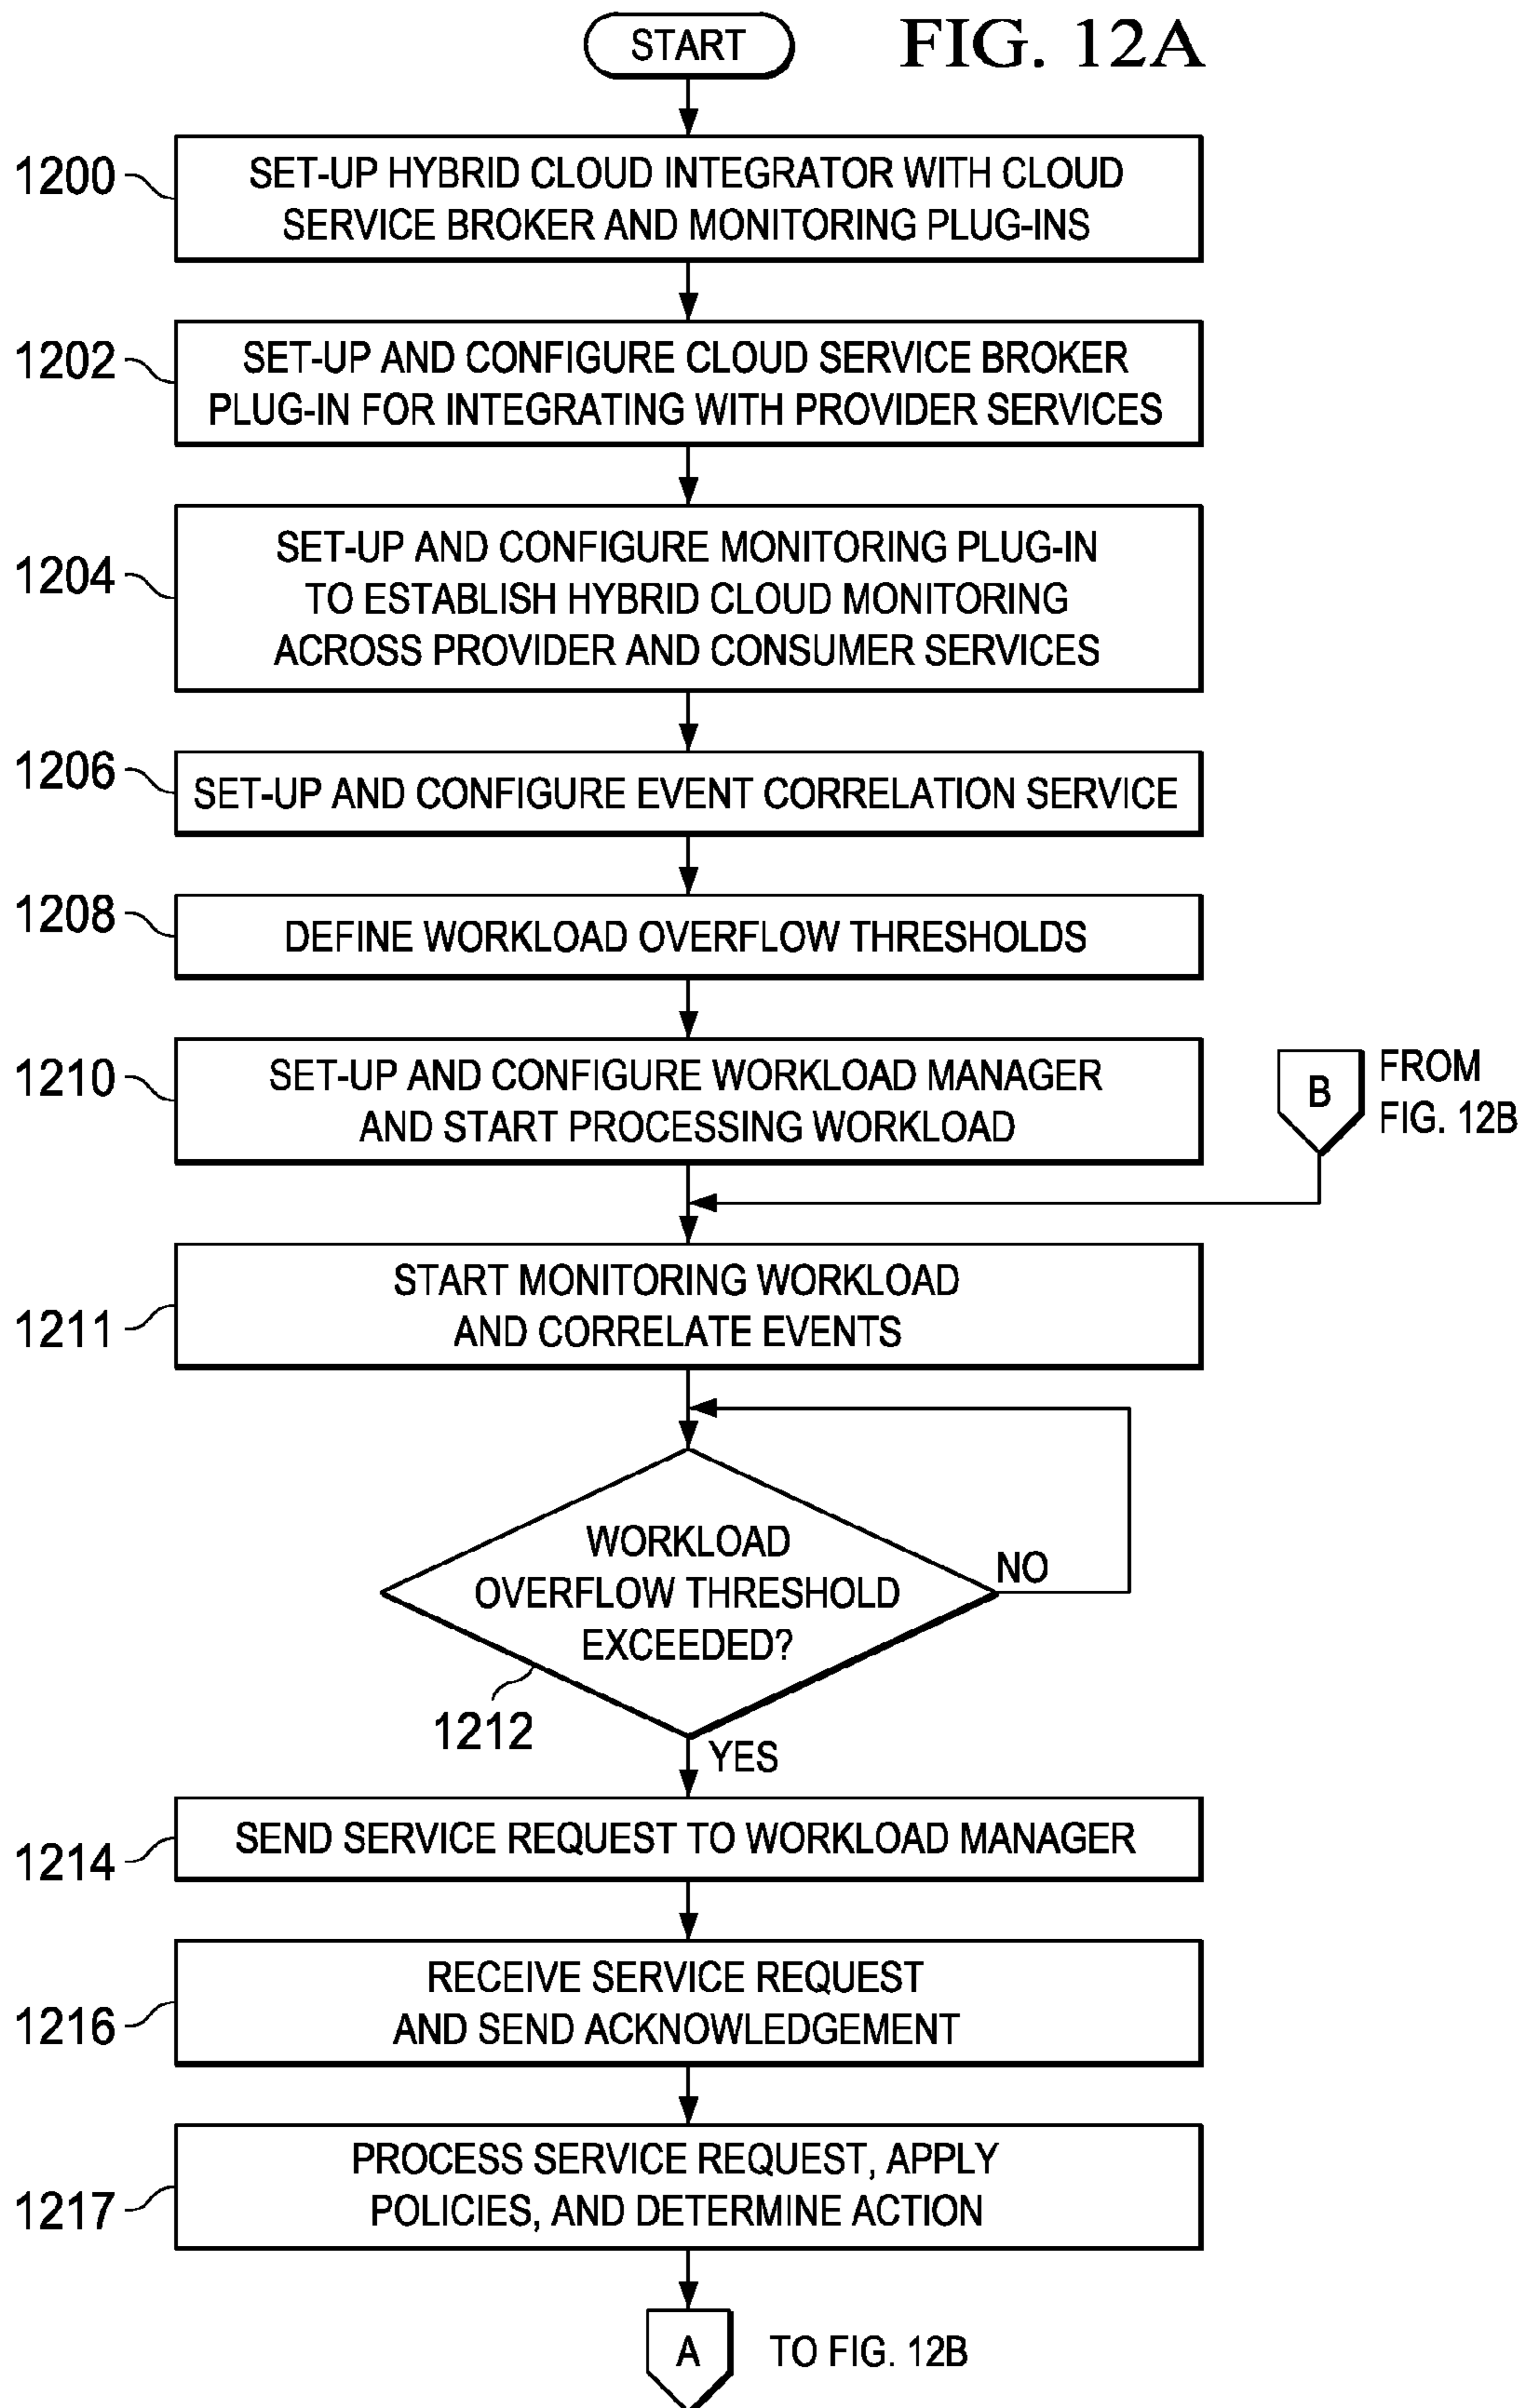 START
FIG. 12A
1200
SET-UP HYBRID CLOUD INTEGRATOR WITH CLOUD
SERVICE BROKER AND MONITORING PLUG-INS
1202
SET-UP AND CONFIGURE CLOUD SERVICE BROKER
PLUG-IN FOR INTEGRATING WITH PROVIDER SERVICES
1204
SET-UP AND CONFIGURE MONITORING PLUG-IN
TO ESTABLISH HYBRID CLOUD MONITORING
ACROSS PROVIDER AND CONSUMER SERVICES
1206
SET-UP AND CONFIGURE EVENT CORRELATION SERVICE
1208
DEFINE WORKLOAD OVERFLOW THRESHOLDS
1210
SET-UP AND CONFIGURE WORKLOAD MANAGER
AND START PROCESSING WORKLOAD
B
FROM
FIG. 12B
1211
START MONITORING WORKLOAD
AND CORRELATE EVENTS
WORKLOAD
OVERFLOW THRESHOLD
EXCEEDED?
NO
1212
YES
1214
SEND SERVICE REQUEST TO WORKLOAD MANAGER
1216
RECEIVE SERVICE REQUEST
AND SEND ACKNOWLEDGEMENT
1217
PROCESS SERVICE REQUEST, APPLY
POLICIES, AND DETERMINE ACTION
A
TO FIG. 12B